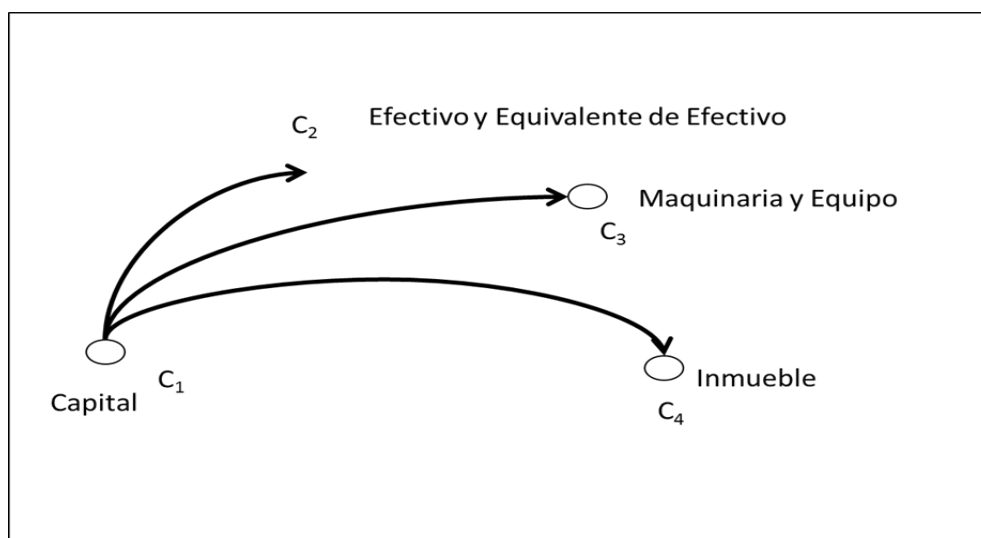 C₂
Efectivo y Equivalente de Efectivo
Maquinaria y Equipo
C₃
C₁
Capital
Inmueble
C₄